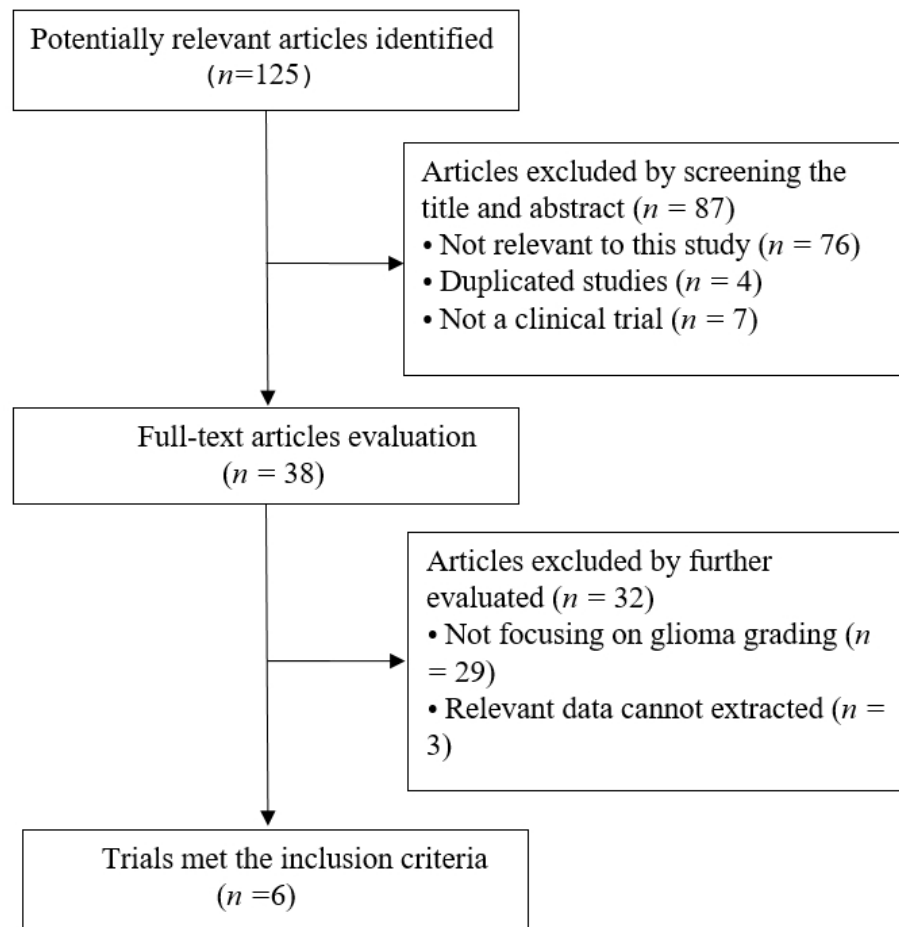 Potentially relevant articles identified
(n=125)
Articles excluded by screening the
title and abstract (n = 87)
• Not relevant to this study (n = 76)
• Duplicated studies (n = 4)
• Not a clinical trial (n = 7)
Full-text articles evaluation
(n = 38)
Articles excluded by further
evaluated (n = 32)
• Not focusing on glioma grading (n
= 29)
• Relevant data cannot extracted (n =
3)
Trials met the inclusion criteria
(n =6)